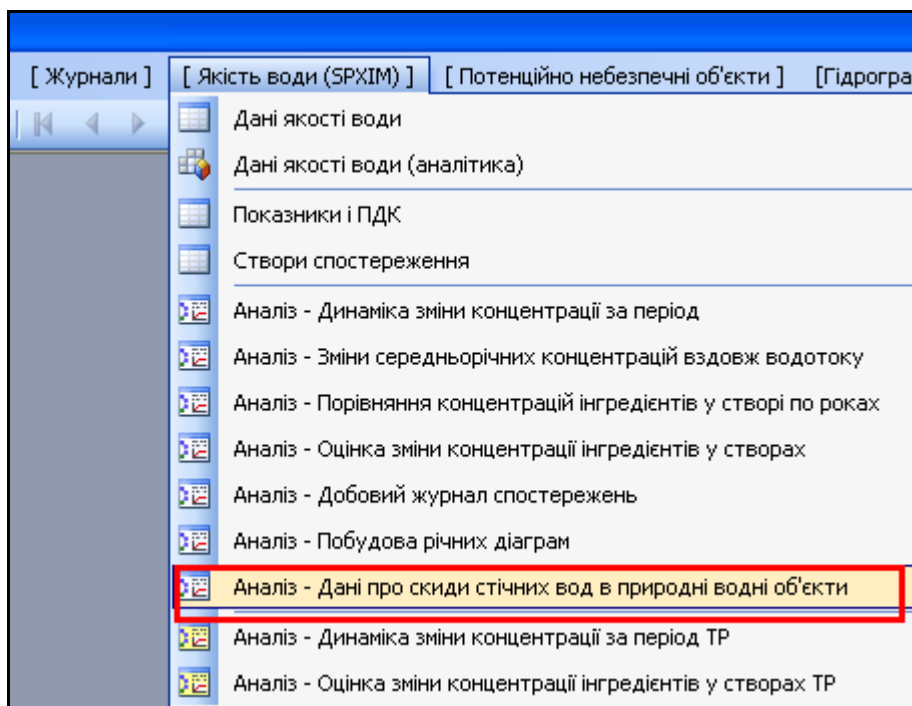 [ Журнали ] [ Якість води (SPXIM) ] [ Потенційно небезпечні об'єкти ] [Гідрогра
Дані якості води
Дані якості води (аналітика)
Показники і ПДК
Створи спостереження
Аналіз - Динаміка зміни концентрації за період
Аналіз - Зміни середньорічних концентрацій вздовж водотоку
Аналіз - Порівняння концентрацій інгредієнтів у створі по роках
Аналіз - Оцінка зміни концентрації інгредієнтів у створах
Аналіз - Добовий журнал спостережень
Аналіз - Побудова річних діаграм
Аналіз - Дані про скиди стічних вод в природні водні об'єкти
Аналіз - Динаміка зміни концентрації за період ТР
Аналіз - Оцінка зміни концентрації інгредієнтів у створах ТР